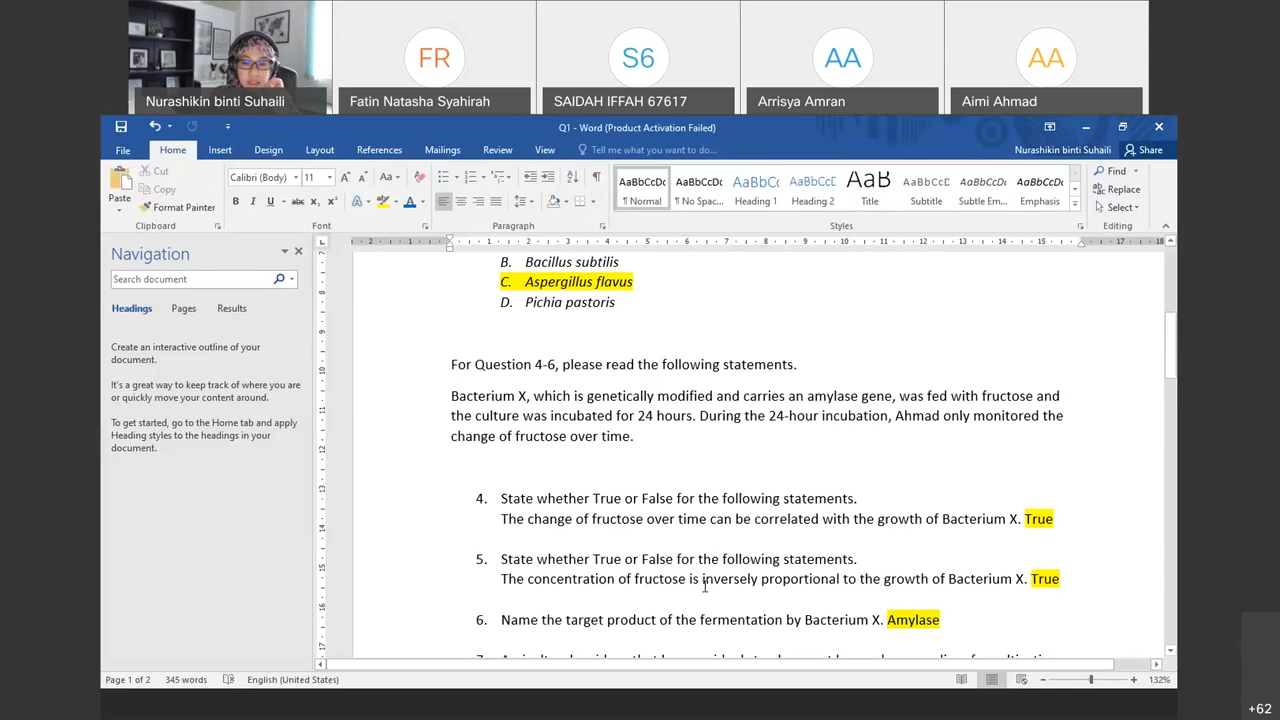 FR
S6
AA
AA
Nurashikin binti Suhaili
Fatin Natasha Syahirah
SAIDAH IFFAH 67617
Arrisya Amran
Aimi Ahmad
Q1 - Word (Product Activation Failed)
File
Home
Insert
Design
Layout
References
Mailings
Review
View
Tell me what you want to do...
Nurashikin binti Suhaili
Share
Paste
Cut
Copy
Format Painter
Clipboard
Calibri (Body)
11
Font
Paragraph
AaBbCcDc
¶ Normal
AaBbCcDc
¶ No Spac...
AaBbC
Heading 1
AaBbCc
Heading 2
AaB
Title
AaBbCcD
Subtitle
AaBbCcDc
Subtle Em...
AaBbCcDc
Emphasis
Styles
Find
Replace
Select
Editing
Navigation
Search document
Headings
Pages
Results
Create an interactive outline of your
document.
It's a great way to keep track of where you are
or quickly move your content around.
To get started, go to the Home tab and apply
Heading styles to the headings in your
document.
B. Bacillus subtilis
C. Aspergillus flavus
D. Pichia pastoris
For Question 4-6, please read the following statements.
Bacterium X, which is genetically modified and carries an amylase gene, was fed with fructose and
the culture was incubated for 24 hours. During the 24-hour incubation, Ahmad only monitored the
change of fructose over time.
4. State whether True or False for the following statements.
The change of fructose over time can be correlated with the growth of Bacterium X. True
5. State whether True or False for the following statements.
The concentration of fructose is inversely proportional to the growth of Bacterium X. True
6. Name the target product of the fermentation by Bacterium X. Amylase
Page 1 of 2
345 words
English (United States)
132%
+62